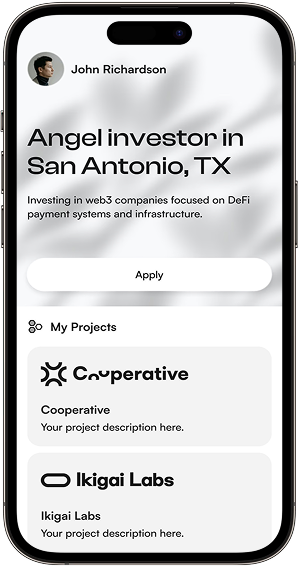 John Richardson
Angel investor in
San Antonio, TX
Investing in web3 companies focused on DeFi
payment systems and infrastructure.
Apply
My Projects
Cooperative
Cooperative
Your project description here.
Ikigai Labs
Ikigai Labs
Your project description here.